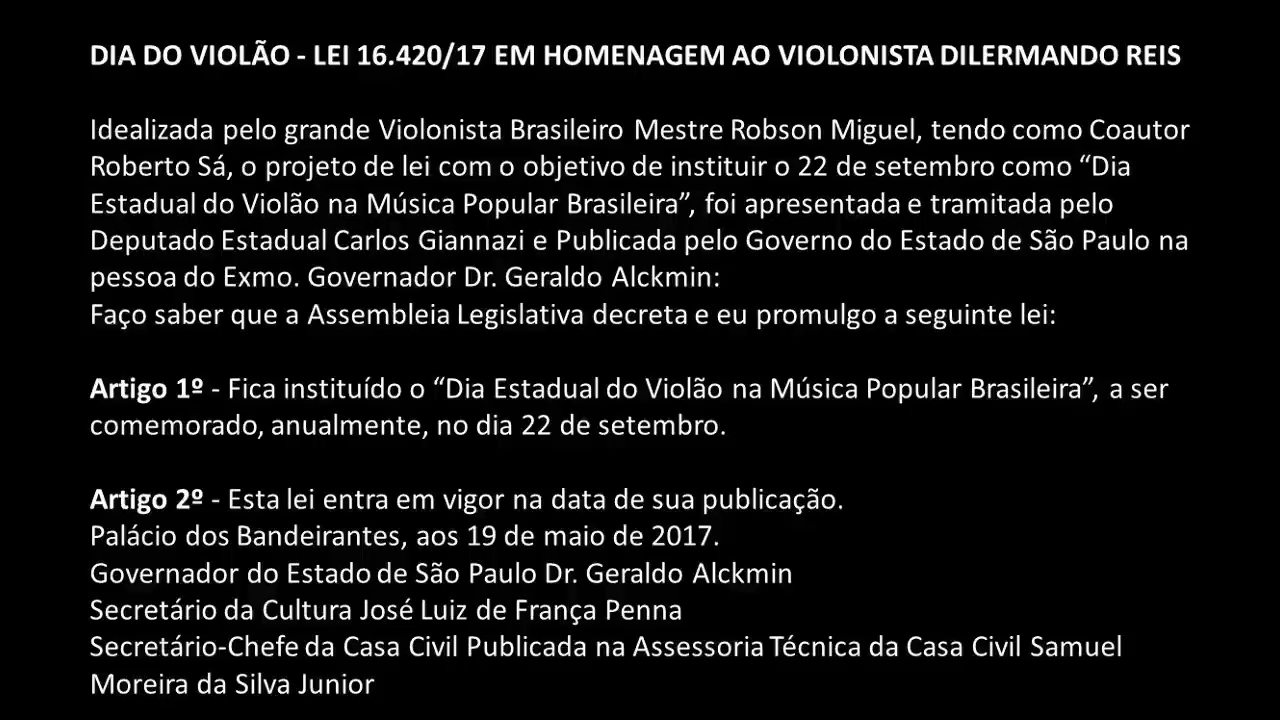 DIA DO VIOLÃO - LEI 16.420/17 EM HOMENAGEM AO VIOLONISTA DILERMANDO REIS
Idealizada pelo grande Violonista Brasileiro Mestre Robson Miguel, tendo como Coautor
Roberto Sá, o projeto de lei com o objetivo de instituir o 22 de setembro como “Dia
Estadual do Violão na Música Popular Brasileira”, foi apresentada e tramitada pelo
Deputado Estadual Carlos Giannazi e Publicada pelo Governo do Estado de São Paulo na
pessoa do Exmo. Governador Dr. Geraldo Alckmin:
Faço saber que a Assembleia Legislativa decreta e eu promulgo a seguinte lei:
Artigo 1º - Fica instituído o “Dia Estadual do Violão na Música Popular Brasileira”, a ser
comemorado, anualmente, no dia 22 de setembro.
Artigo 2º - Esta lei entra em vigor na data de sua publicação.
Palácio dos Bandeirantes, aos 19 de maio de 2017.
Governador do Estado de São Paulo Dr. Geraldo Alckmin
Secretário da Cultura José Luiz de França Penna
Secretário-Chefe da Casa Civil Publicada na Assessoria Técnica da Casa Civil Samuel
Moreira da Silva Junior